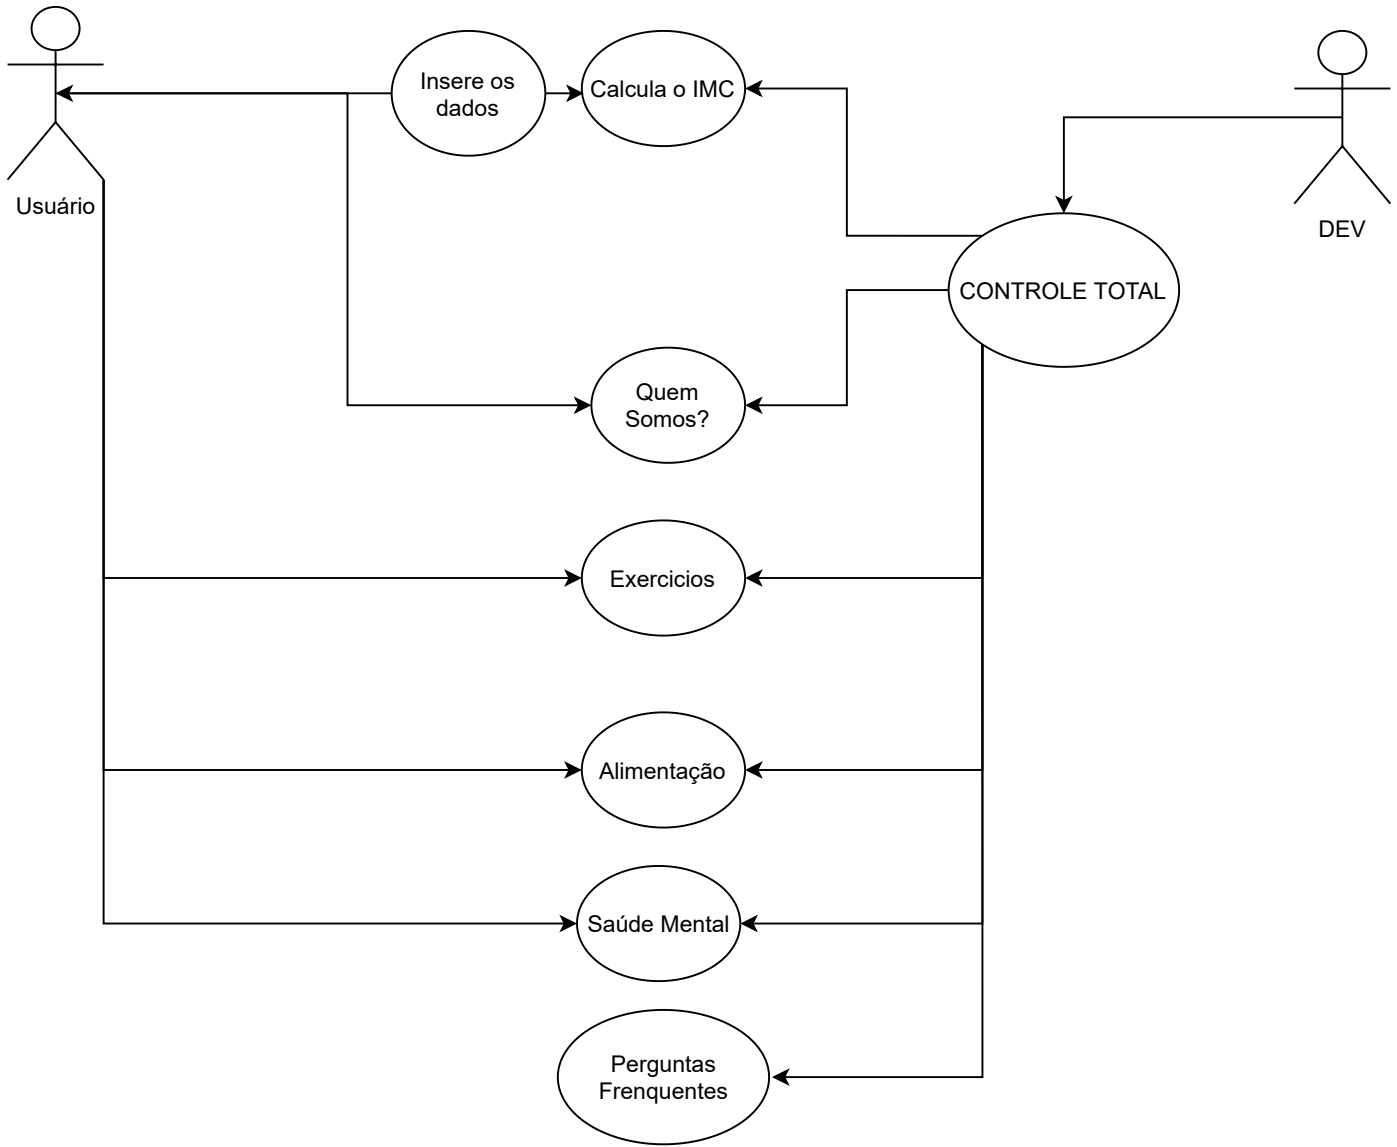 Insere os
dados
Calcula o IMC
Usuário
DEV
CONTROLE TOTAL
Quem
Somos?
Exercicios
Alimentação
Saúde Mental
Perguntas
Frenquentes